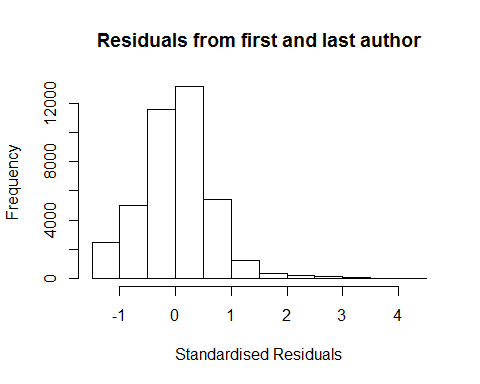 Residuals from first and last author
Frequency
12000
8000
4000
0
-1 0 1 2 3 4
Standardised Residuals